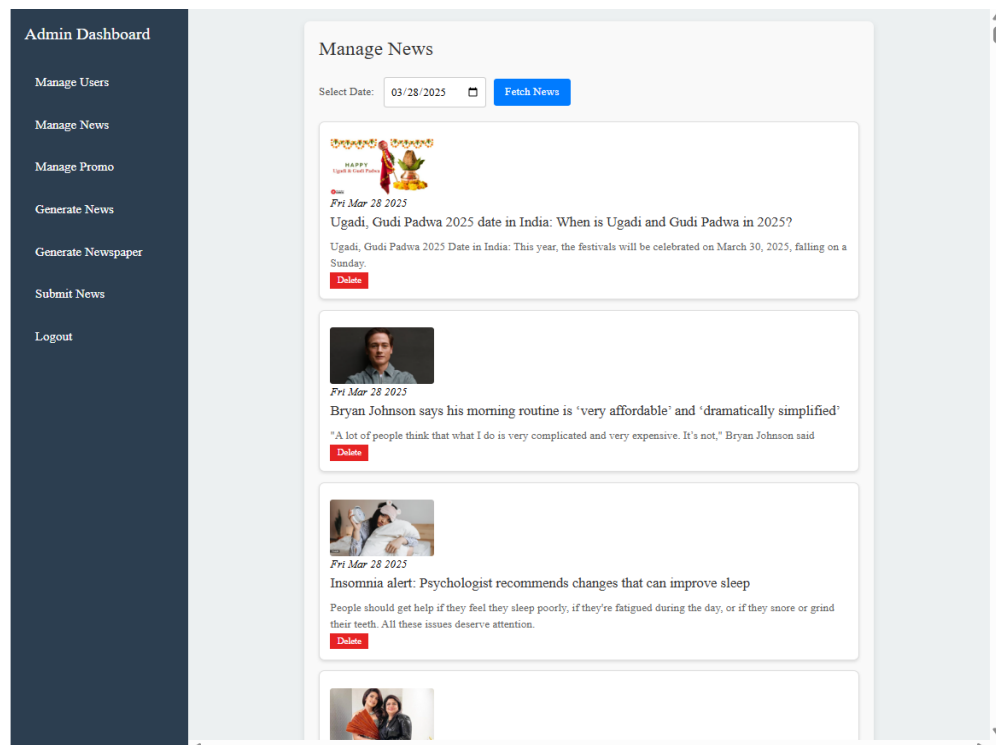 Admin Dashboard
Manage Users
Manage News
Manage Promo
Generate News
Generate Newspaper
Submit News
Logout
Manage News
Select Date: 03/28/2025 Fetch News
HAPPY
Ugadi & Gudi Padwa
Fri Mar 28 2025
Ugadi, Gudi Padwa 2025 date in India: When is Ugadi and Gudi Padwa in 2025?
Ugadi, Gudi Padwa 2025 Date in India: This year, the festivals will be celebrated on March 30, 2025, falling on a
Sunday.
Delete
Fri Mar 28 2025
Bryan Johnson says his morning routine is ‘very affordable’ and ‘dramatically simplified’
"A lot of people think that what I do is very complicated and very expensive. It’s not," Bryan Johnson said
Delete
Fri Mar 28 2025
Insomnia alert: Psychologist recommends changes that can improve sleep
People should get help if they feel they sleep poorly, if they're fatigued during the day, or if they snore or grind
their teeth. All these issues deserve attention.
Delete